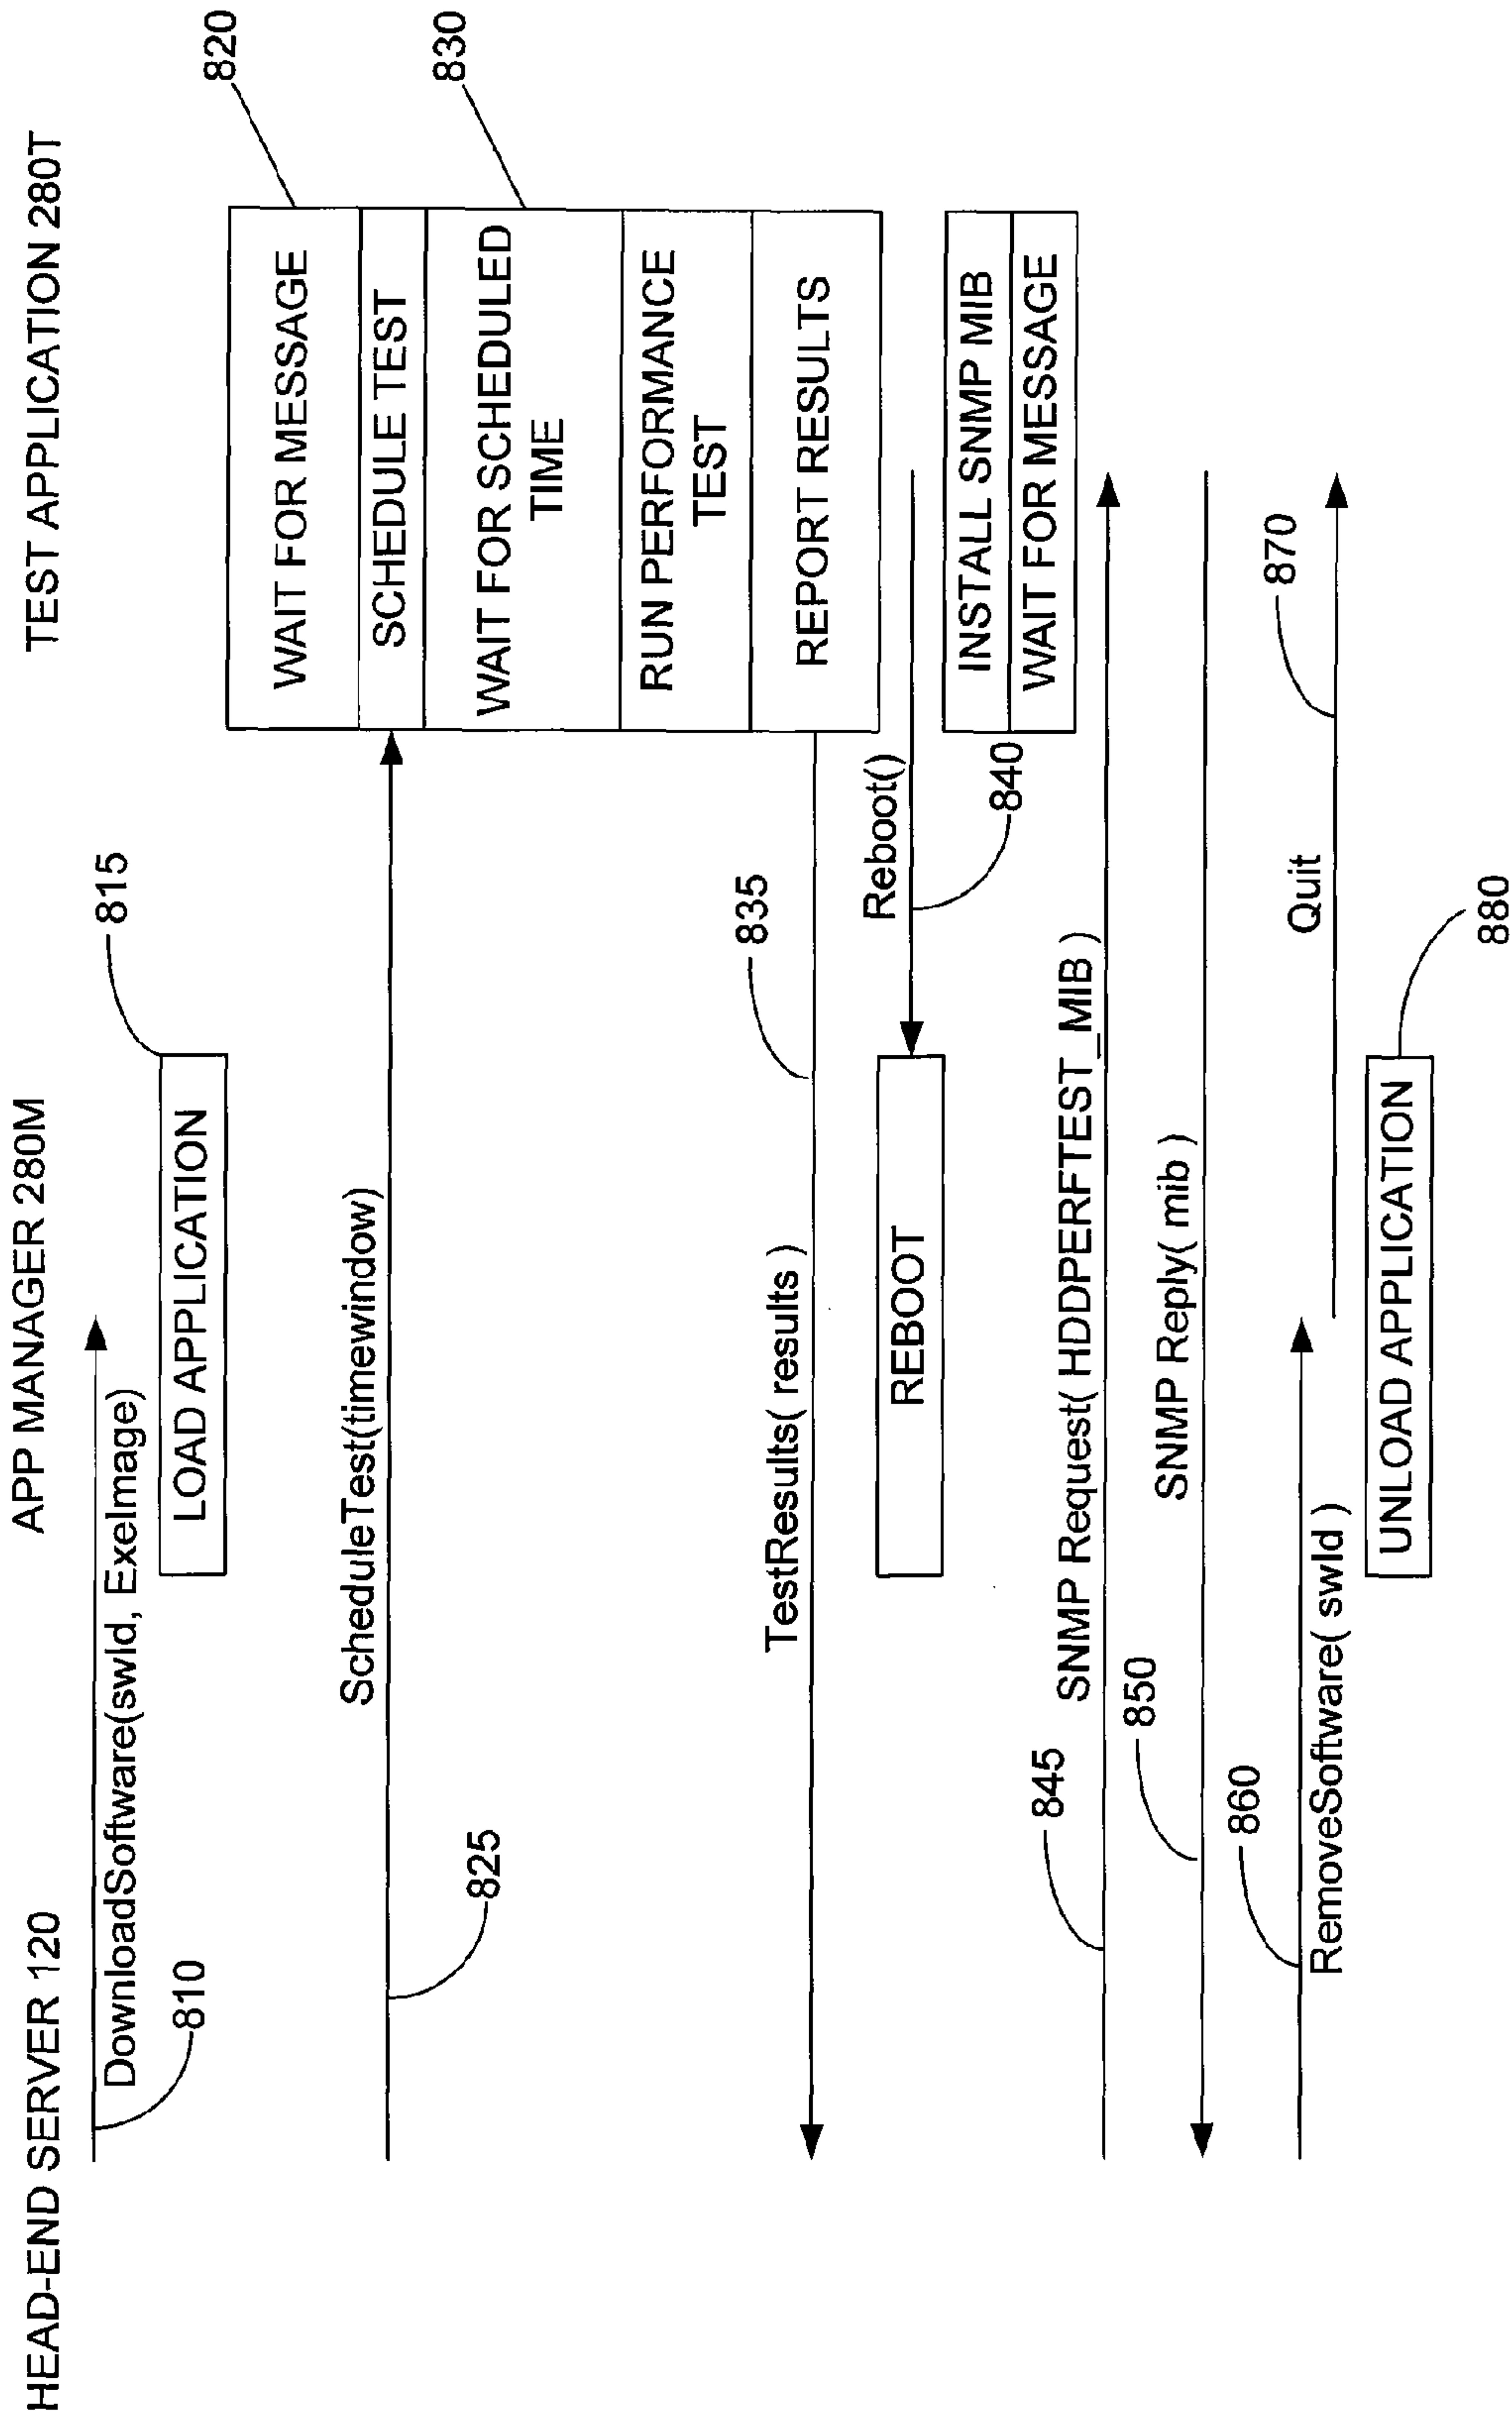 HEAD-END SERVER 120
APP MANAGER 280M
TEST APPLICATION 280T
DownloadSoftware(swId, ExeImage)
810
LOAD APPLICATION
815
WAIT FOR MESSAGE
820
ScheduleTest(timewindow)
825
SCHEDULE TEST
WAIT FOR SCHEDULED
TIME
830
RUN PERFORMANCE
TEST
REPORT RESULTS
TestResults( results )
835
Reboot()
840
REBOOT
INSTALL SNMP MIB
WAIT FOR MESSAGE
845
SNMP Request( HDDPERFTEST_MIB )
850
SNMP Reply( mib )
860
RemoveSoftware( swId )
Quit
870
UNLOAD APPLICATION
880